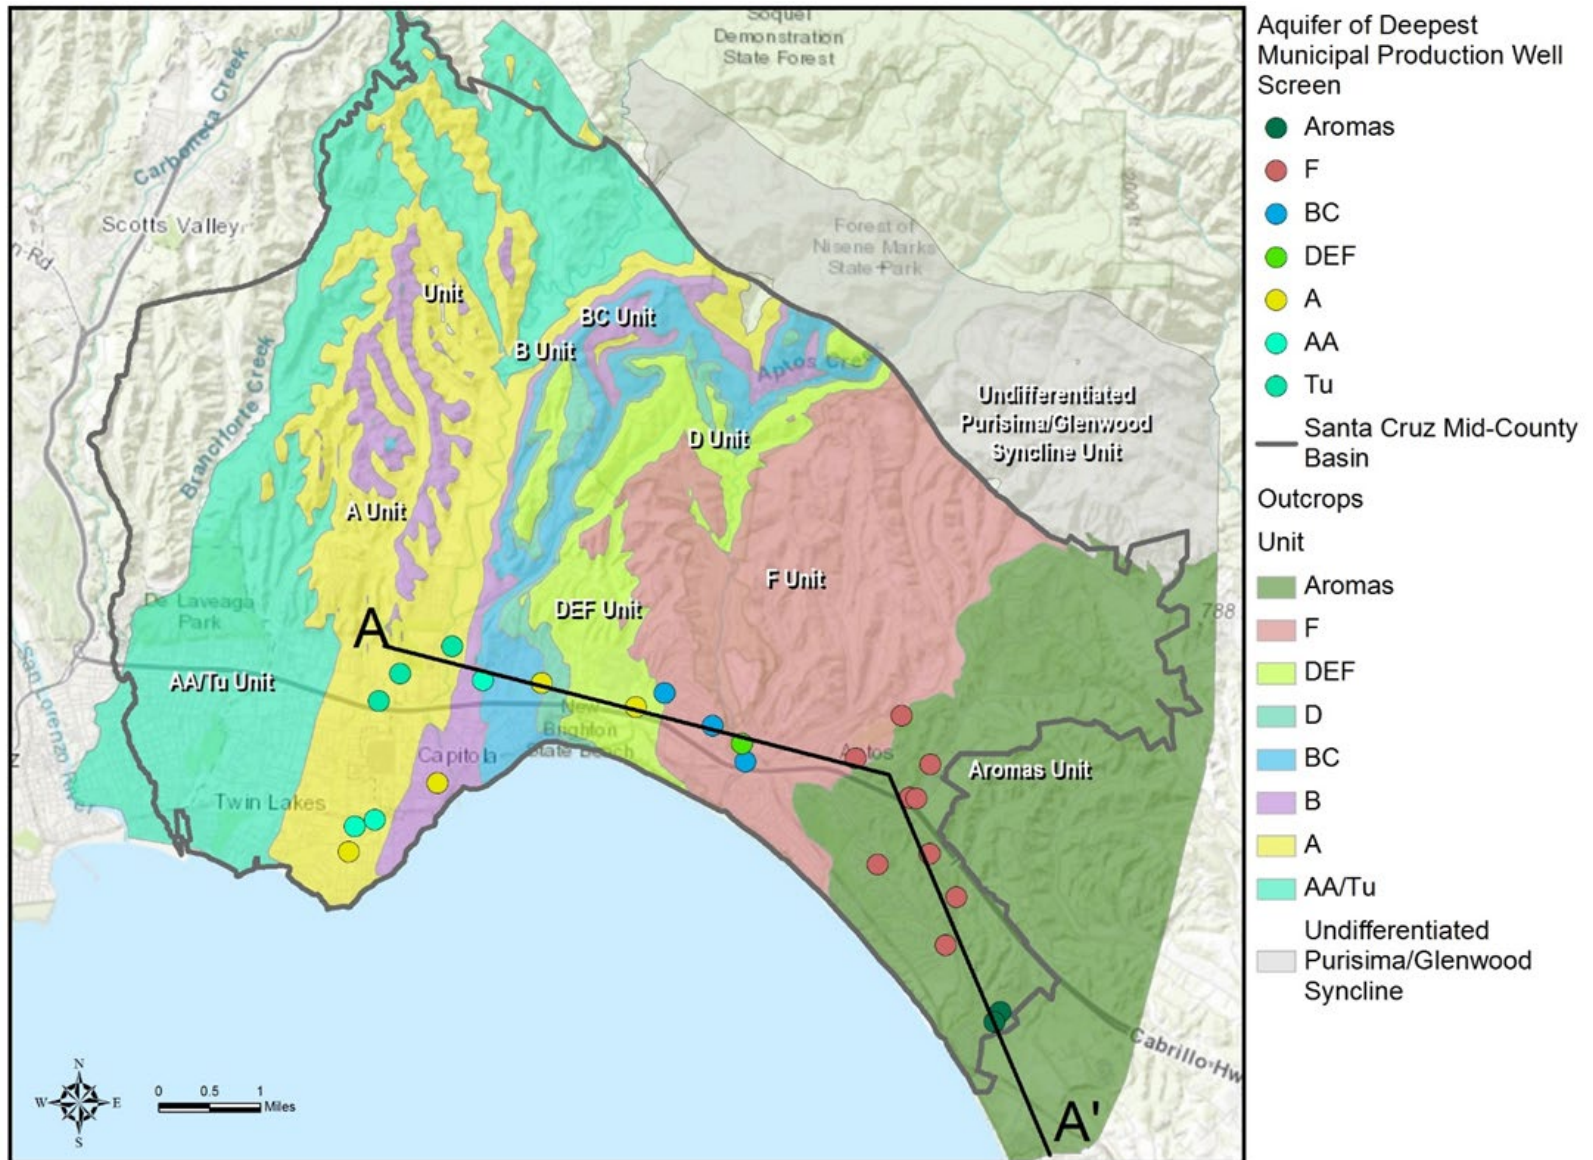 Soquel
Demonstration
State Forest
Carbonera Creek
Scotts Valley
Forest of
Nisene Marks
State Park
2000 ft
Unit
BC Unit
B Unit
Aptos Creek
Branciforte Creek
Undifferentiated
Purisima/Glenwood
Syncline Unit
D Unit
A Unit
F Unit
De Laveaga
Park
DEF Unit
788
A
AA/Tu Unit
San Lorenzo River
New
Brighton
State Beach
Capitola
Aptos
Aromas Unit
Twin Lakes
Cabrillo Hw
A'
N
W
E
S
0 0.5 1
Miles
Aquifer of Deepest
Municipal Production Well
Screen
Aromas
F
BC
DEF
A
AA
Tu
Santa Cruz Mid-County
Basin
Outcrops
Unit
Aromas
F
DEF
D
BC
B
A
AA/Tu
Undifferentiated
Purisima/Glenwood
Syncline